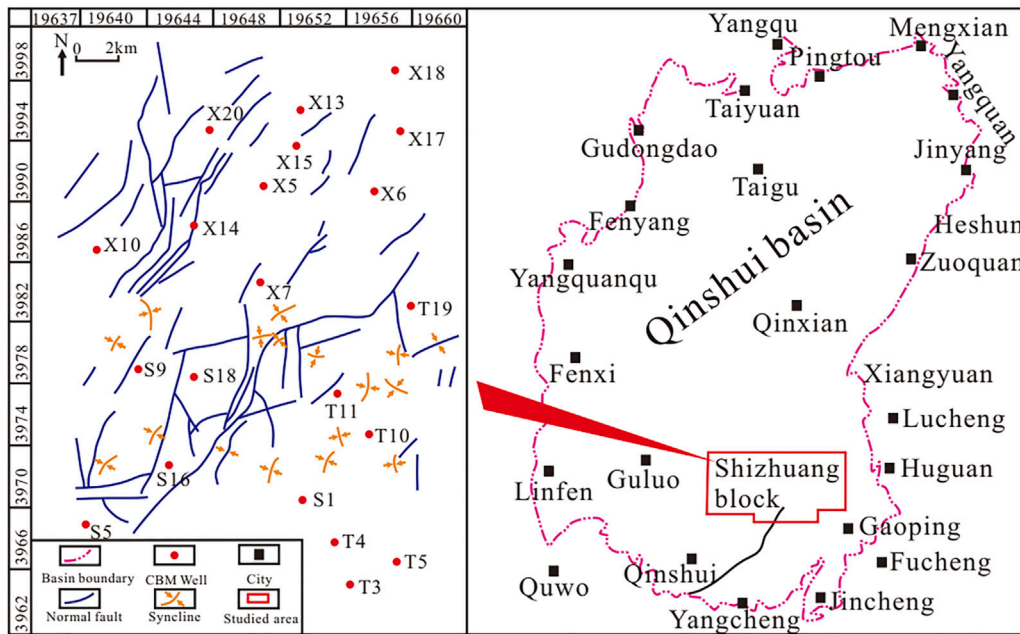 19637 19640 19644 19648 19652 19656 19660
3998
3994
3990
3986
3982
3978
3974
3970
3966
3962
N
0 2km
X18
X13
X20
X17
X15
X5
X6
X14
X10
X7
T19
S9
S18
T11
T10
S16
S1
S5
T4
T5
T3
Basin boundary
CBM Well
City
Normal fault
Syncline
Studied area
Yangqu
Mengxian
Pingtou
Yangquan
Taiyuan
Gudongdao
Jinyang
Taigu
Fenyang
Heshun
Zuoquan
Yangquanqu
Qinshui basin
Qinxian
Fenxi
Xiangyuan
Lucheng
Shizhuang
block
Guluo
Linfen
Huguan
Gaoping
Fucheng
Qinshui
Quwo
Jincheng
Yangcheng